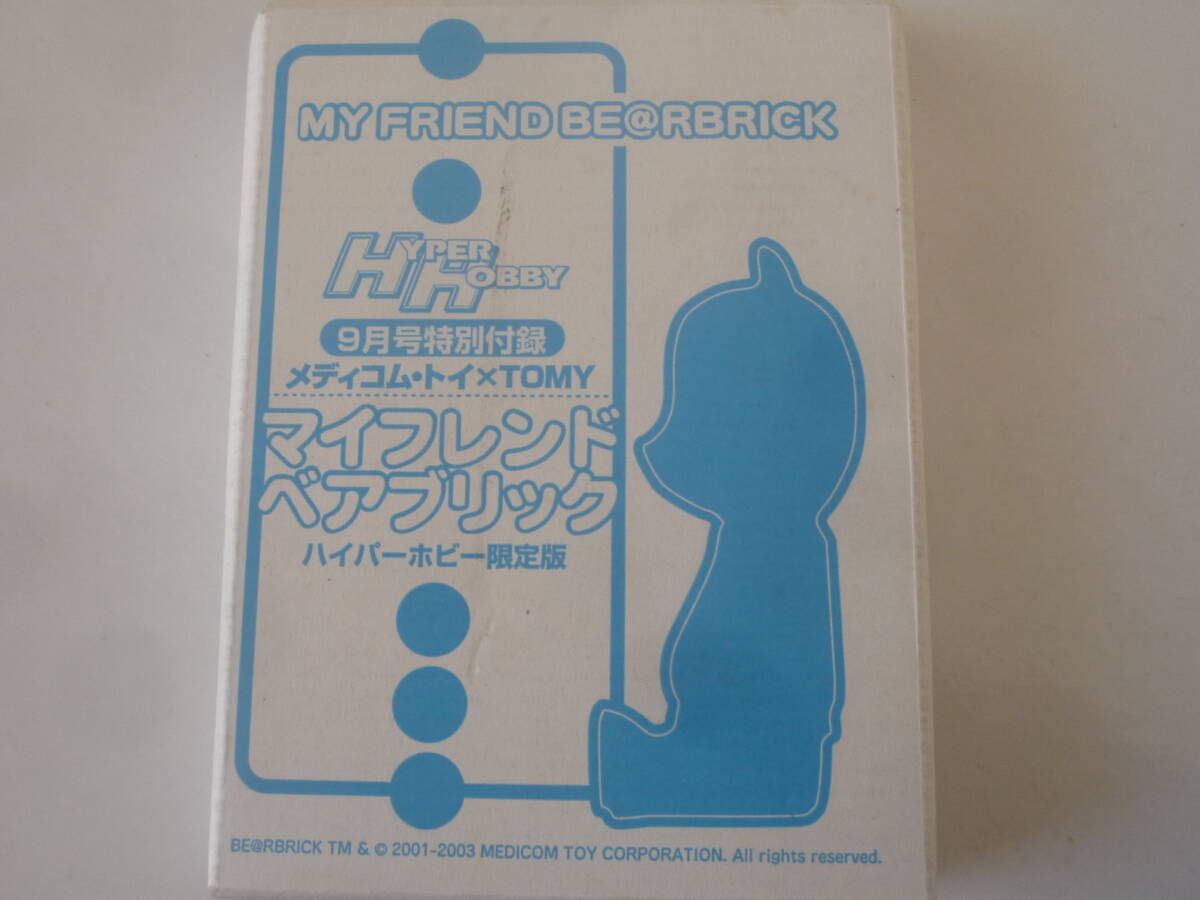 MY FRIEND BE@RBRICK
HYPER HOBBY
9月号特別付録
メディコム・トイ×TOMY
マイフレンド
ベアブリック
ハイパーホビー限定版
BE@RBRICK TM & © 2001-2003 MEDICOM TOY CORPORATION. All rights reserved.